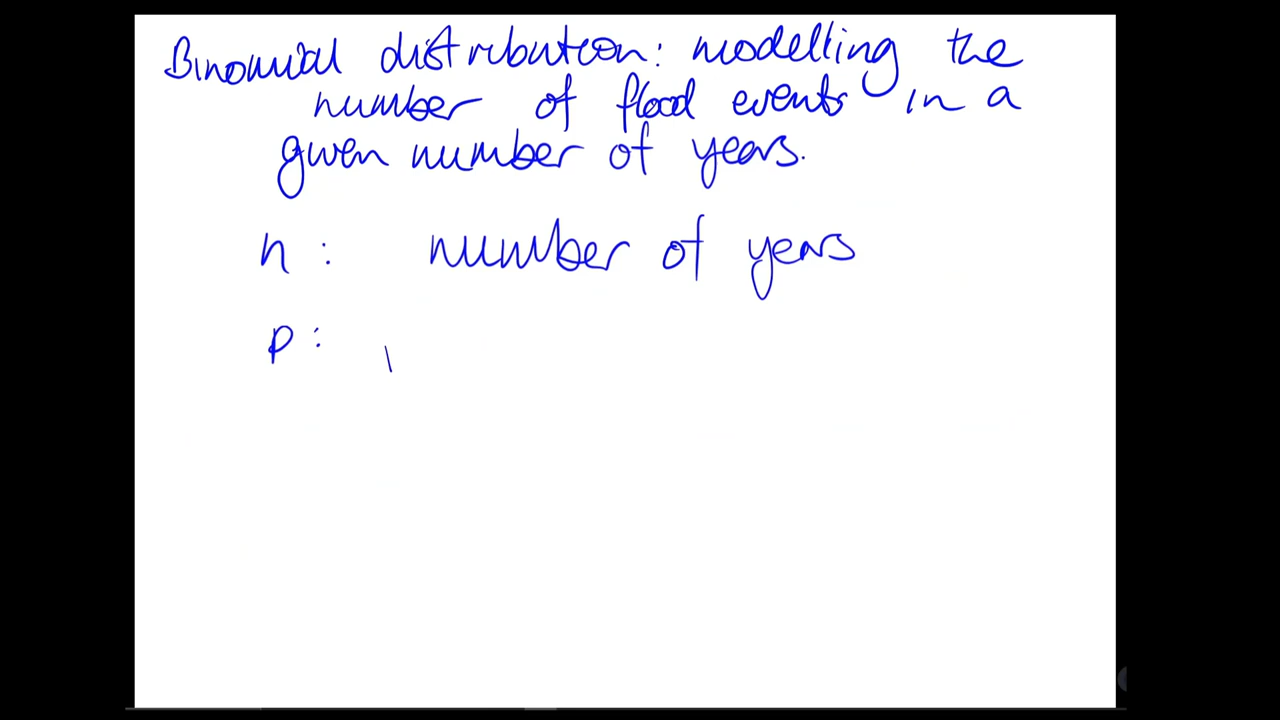 Binomial distribution: modelling the
number of flood events in a
given number of years.
n: number of years
p: